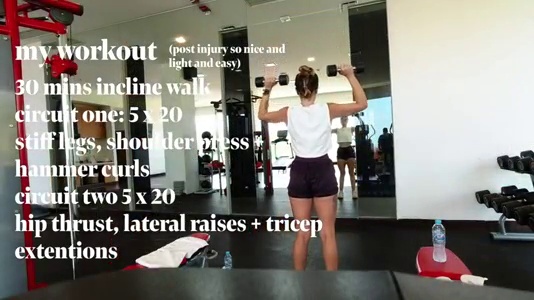 my workout (post injury so nice and
light and easy)
30 mins incline walk
circuit one: 5 x 20
stiff legs, shoulder press +
hammer curls
circuit two 5 x 20
hip thrust, lateral raises + tricep
extentions